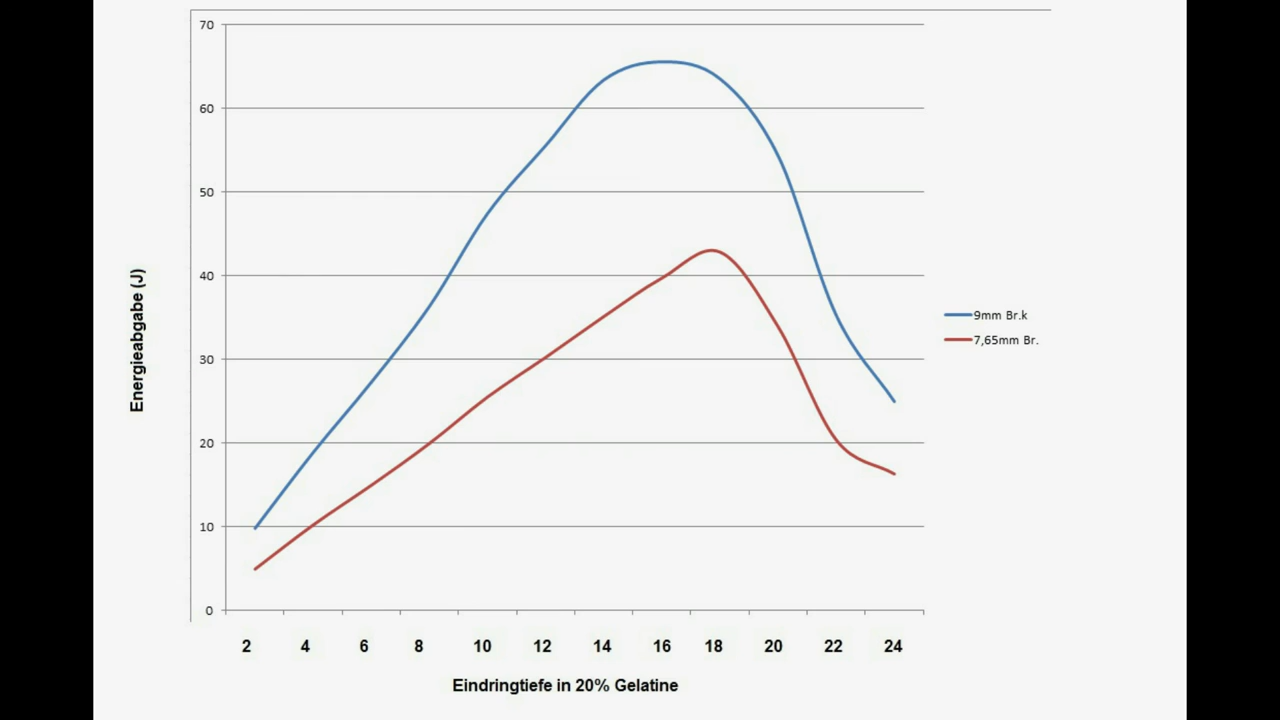 70
60
50
40
30
20
10
0
Energieabgabe (J)
2 4 6 8 10 12 14 16 18 20 22 24
Eindringtiefe in 20% Gelatine
9mm Br.k
7,65mm Br.